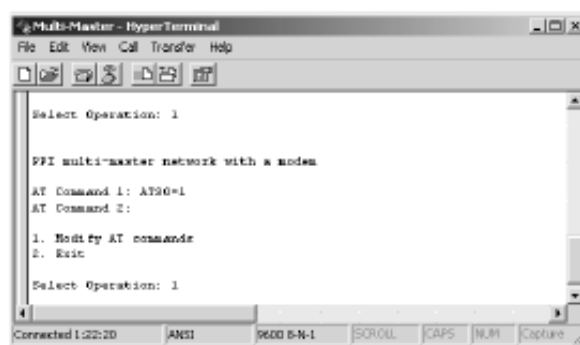 Multi-Master - HyperTerminal
File Edit View Call Transfer Help
Select Operation: 1
PPI multi-master network with a modem
AT Command 1: ATS0=1
AT Command 2:
1. Modify AT commands
2. Exit
Select Operation: 1
Connected 1:22:20 ANSI 9600 8-N-1 SCROLL CAPS NUM Capture